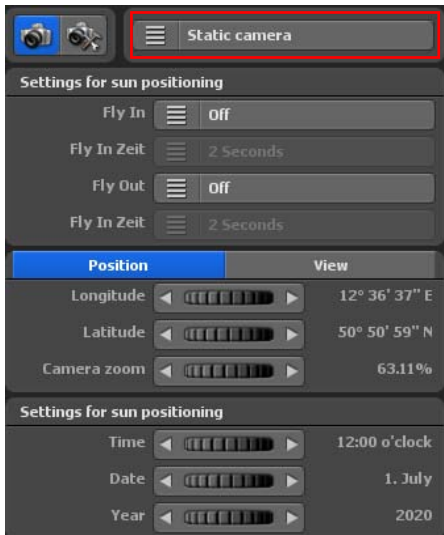 Static camera
Settings for sun positioning
Fly In Off
Fly In Zeit 2 Seconds
Fly Out Off
Fly In Zeit 2 Seconds
Position View
Longitude 12° 36' 37" E
Latitude 50° 50' 59" N
Camera zoom 63.11%
Settings for sun positioning
Time 12:00 o'clock
Date 1. July
Year 2020